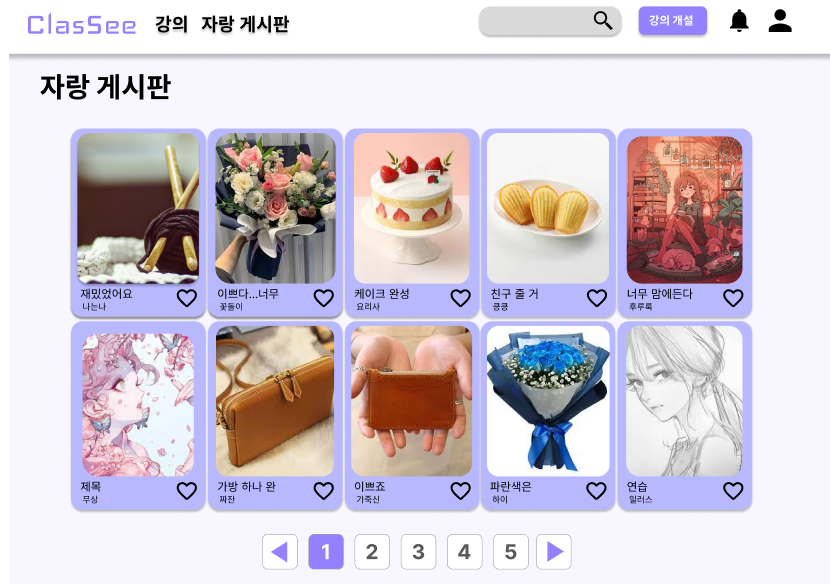 ClasSee 강의 자랑 게시판 강의 개설
자랑 게시판
재밌었어요 이쁘다...너무 케이크 완성 친구 줄 거 너무 맘에든다
나는나 꽃돌이 요리사 콩콩 후루룩
제목 가방 하나 완 이쁘죠 파란색은 연습
무상 짜잔 가죽신 하이 일러스
1 2 3 4 5